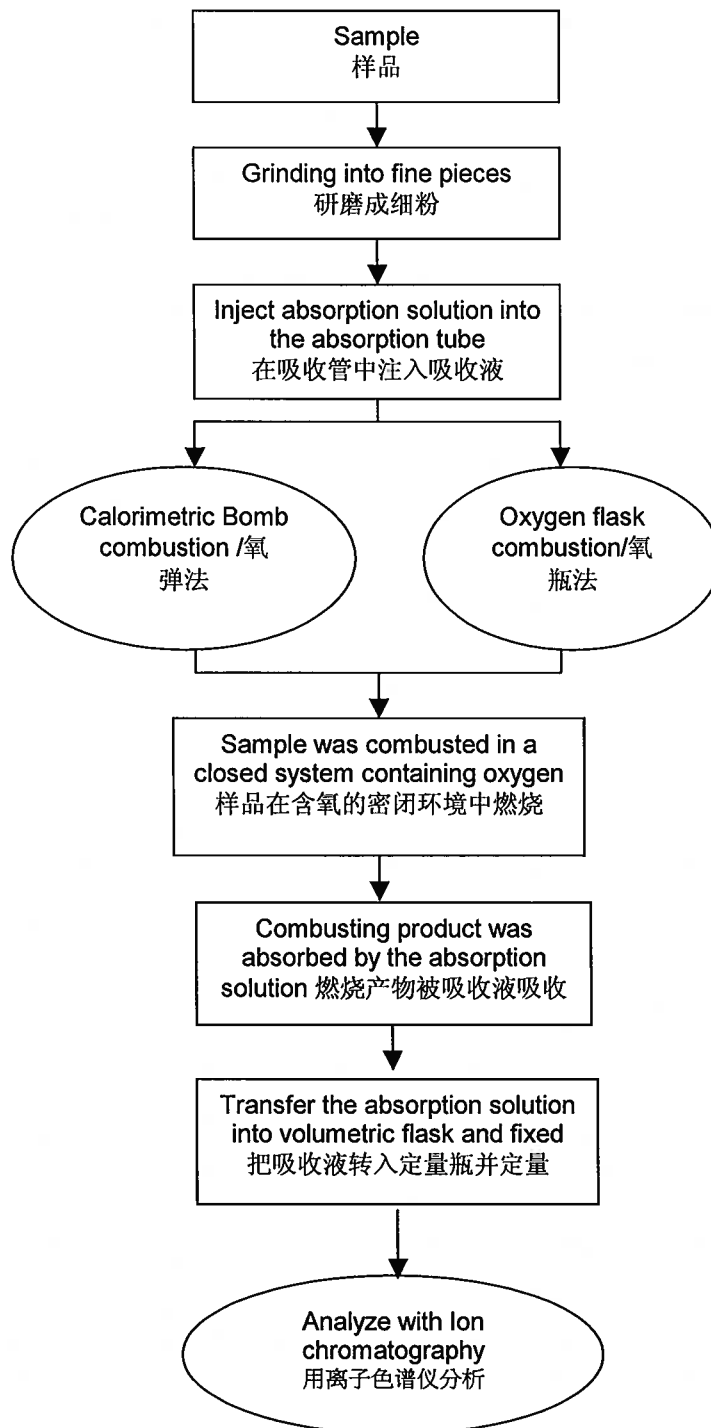 Sample
样品
Grinding into fine pieces
研磨成细粉
Inject absorption solution into
the absorption tube
在吸收管中注入吸收液
Calorimetric Bomb
combustion /氧
弹法
Oxygen flask
combustion/氧
瓶法
Sample was combusted in a
closed system containing oxygen
样品在含氧的密闭环境中燃烧
Combusting product was
absorbed by the absorption
solution 燃烧产物被吸收液吸收
Transfer the absorption solution
into volumetric flask and fixed
把吸收液转入定量瓶并定量
Analyze with Ion
chromatography
用离子色谱仪分析